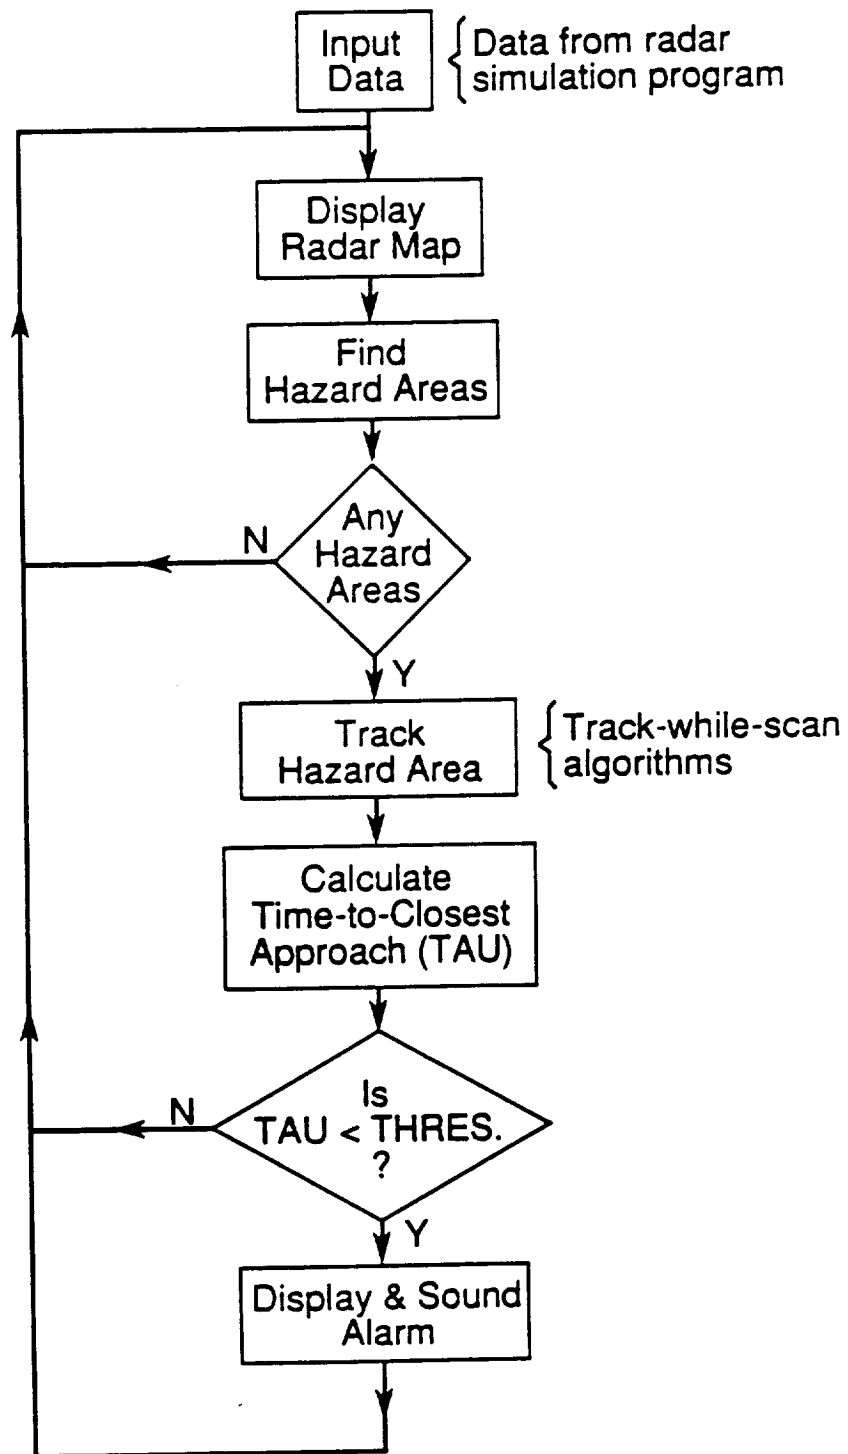 Input
Data
Data from radar
simulation program
Display
Radar Map
Find
Hazard Areas
Any
Hazard
Areas
N
Y
Track
Hazard Area
Track-while-scan
algorithms
Calculate
Time-to-Closest
Approach (TAU)
Is
TAU < THRES.
?
N
Y
Display & Sound
Alarm